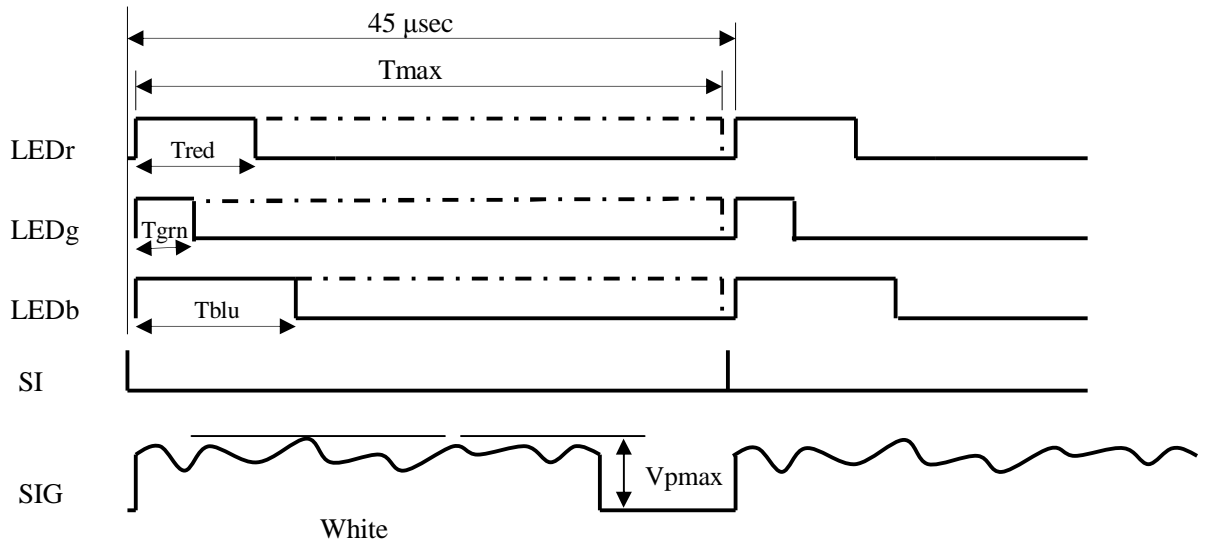 45 μsec
Tmax
LEDr
Tred
LEDg
Tgrn
LEDb
Tblu
SI
SIG
Vpmax
White